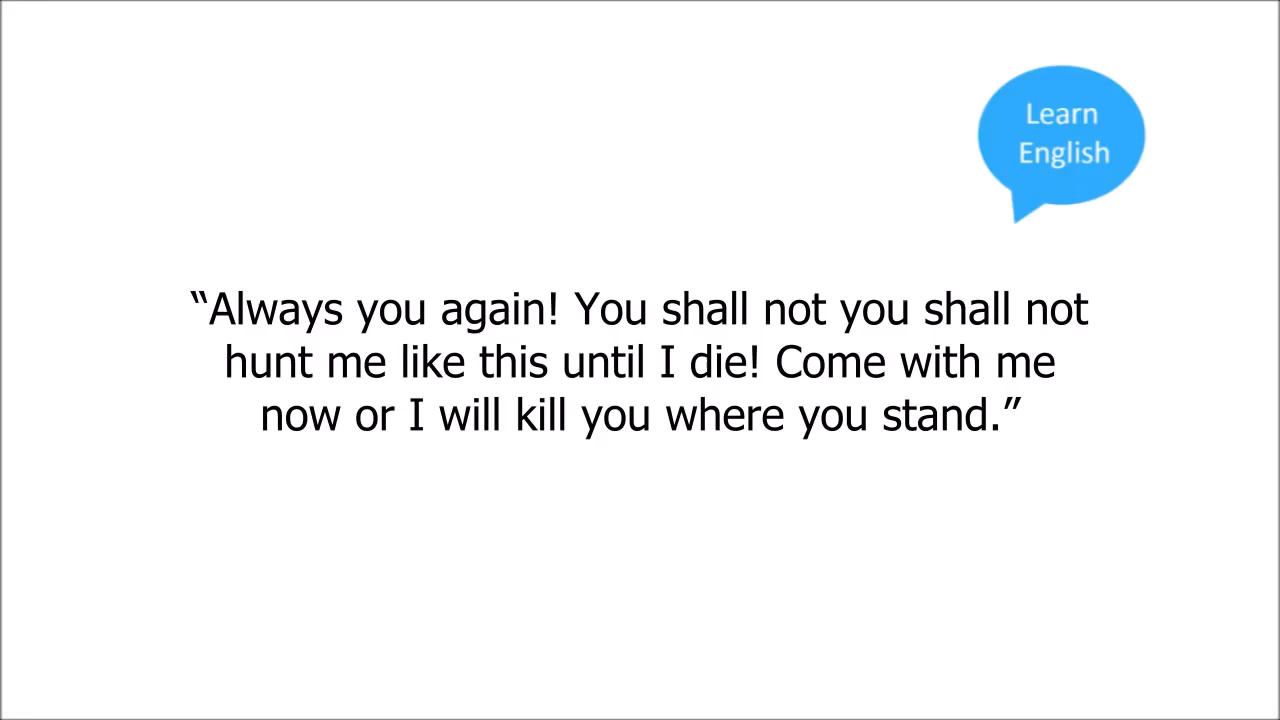 Learn
English
“Always you again! You shall not you shall not
hunt me like this until I die! Come with me
now or I will kill you where you stand.”